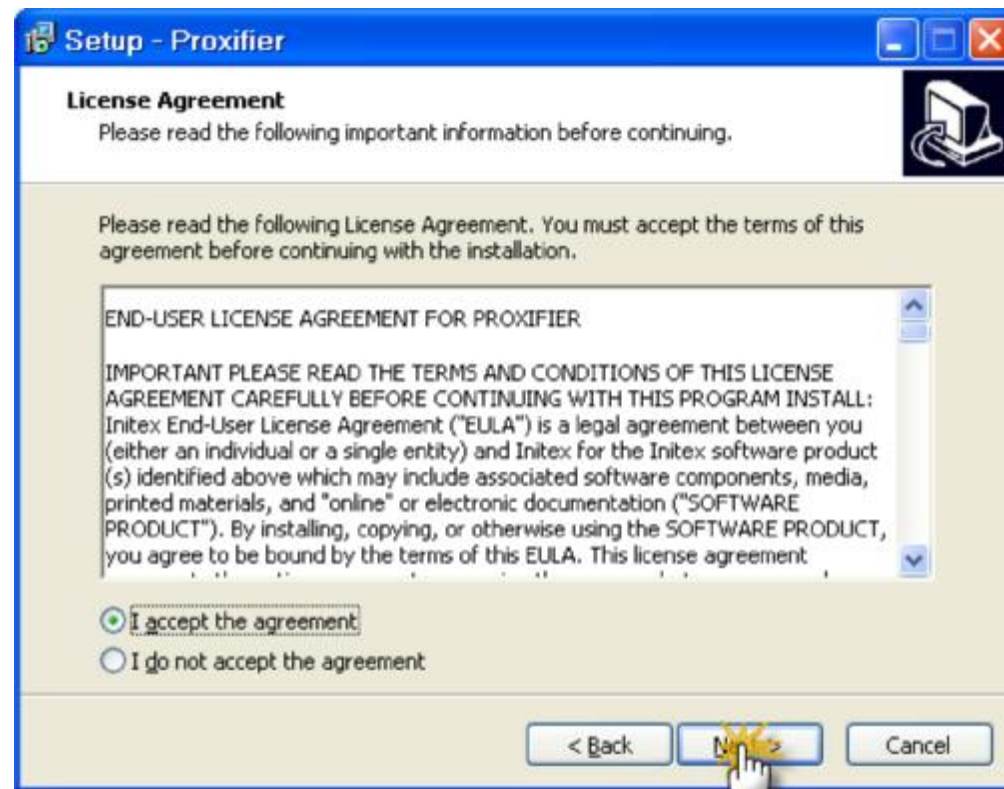 Setup - Proxifier
License Agreement
Please read the following important information before continuing.
Please read the following License Agreement. You must accept the terms of this
agreement before continuing with the installation.
END-USER LICENSE AGREEMENT FOR PROXIFIER
IMPORTANT PLEASE READ THE TERMS AND CONDITIONS OF THIS LICENSE
AGREEMENT CAREFULLY BEFORE CONTINUING WITH THIS PROGRAM INSTALL:
Initex End-User License Agreement ("EULA") is a legal agreement between you
(either an individual or a single entity) and Initex for the Initex software product
(s) identified above which may include associated software components, media,
printed materials, and "online" or electronic documentation ("SOFTWARE
PRODUCT"). By installing, copying, or otherwise using the SOFTWARE PRODUCT,
you agree to be bound by the terms of this EULA. This license agreement
I accept the agreement
I do not accept the agreement
< Back
Cancel